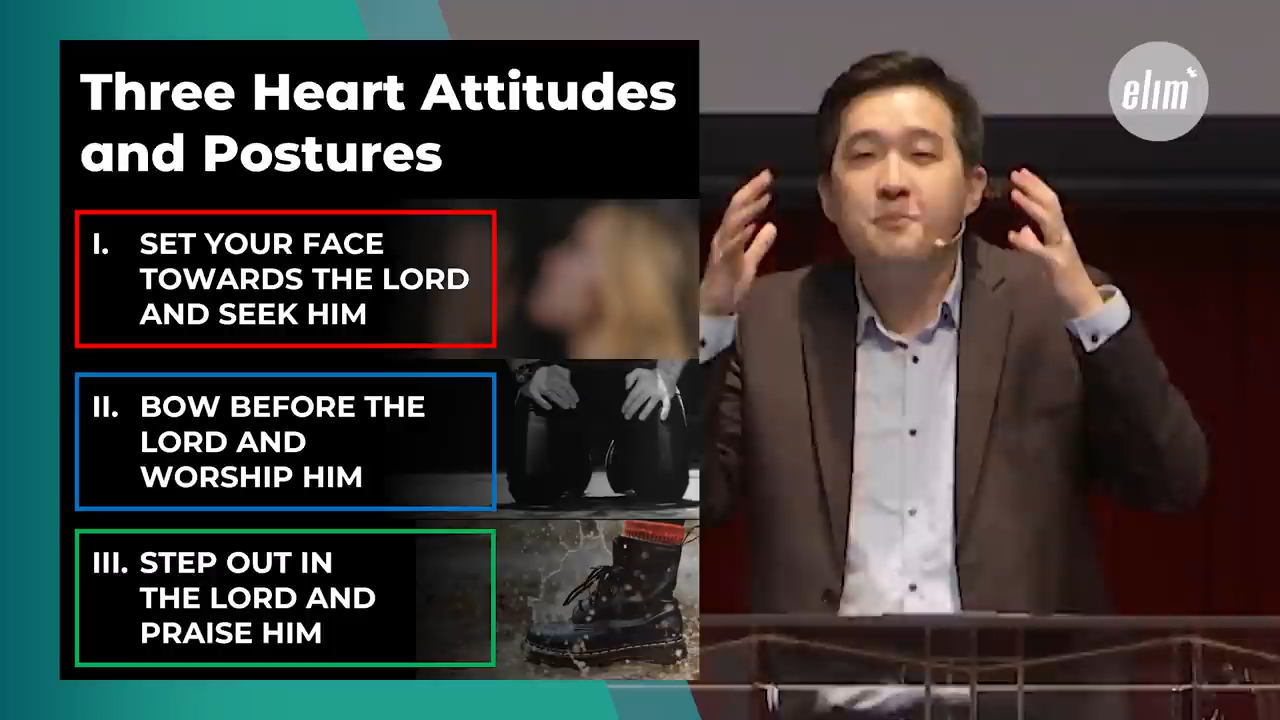 Three Heart Attitudes
and Postures
I. SET YOUR FACE
TOWARDS THE LORD
AND SEEK HIM
II. BOW BEFORE THE
LORD AND
WORSHIP HIM
III. STEP OUT IN
THE LORD AND
PRAISE HIM
elim